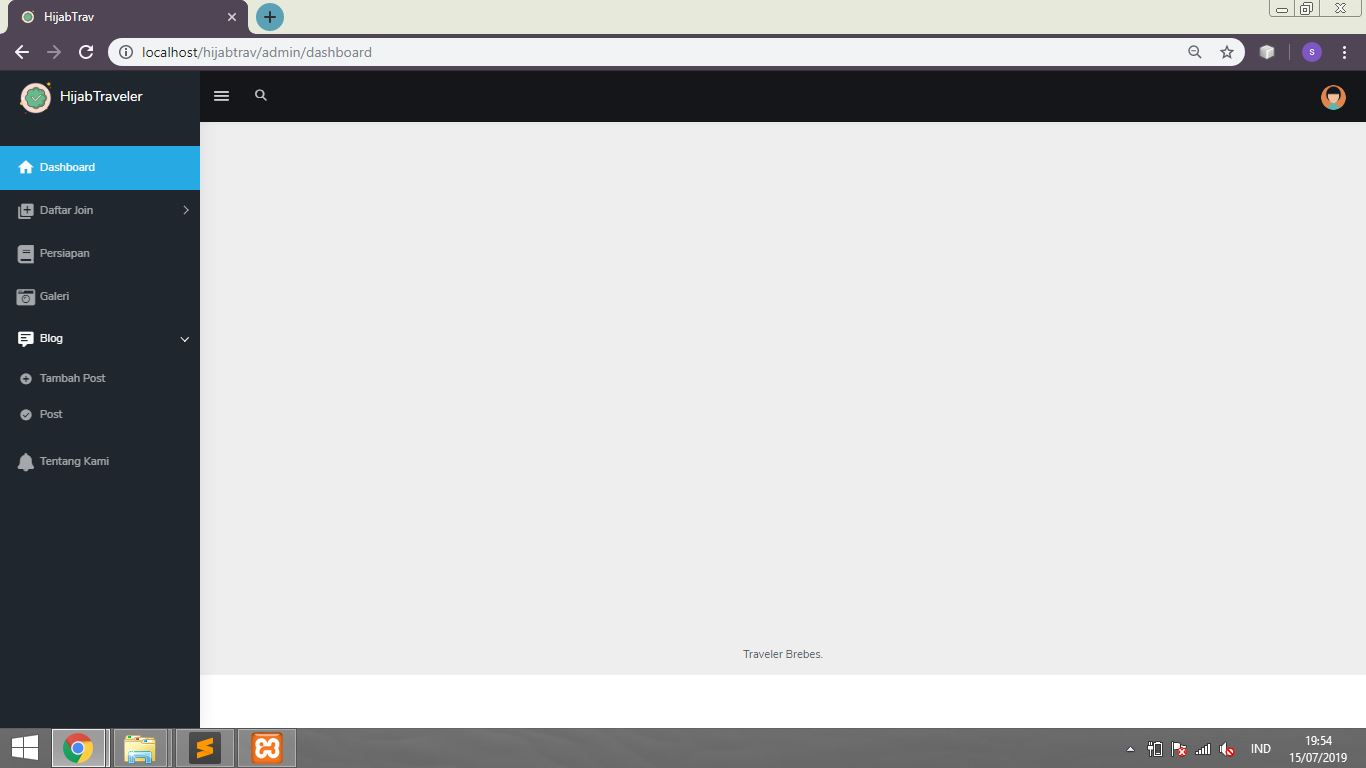 HijabTrav
localhost/hijabtrav/admin/dashboard
S
HijabTraveler
Dashboard
Daftar Join
Persiapan
Galeri
Blog
Tambah Post
Post
Tentang Kami
Traveler Brebes.
IND
19:54
15/07/2019